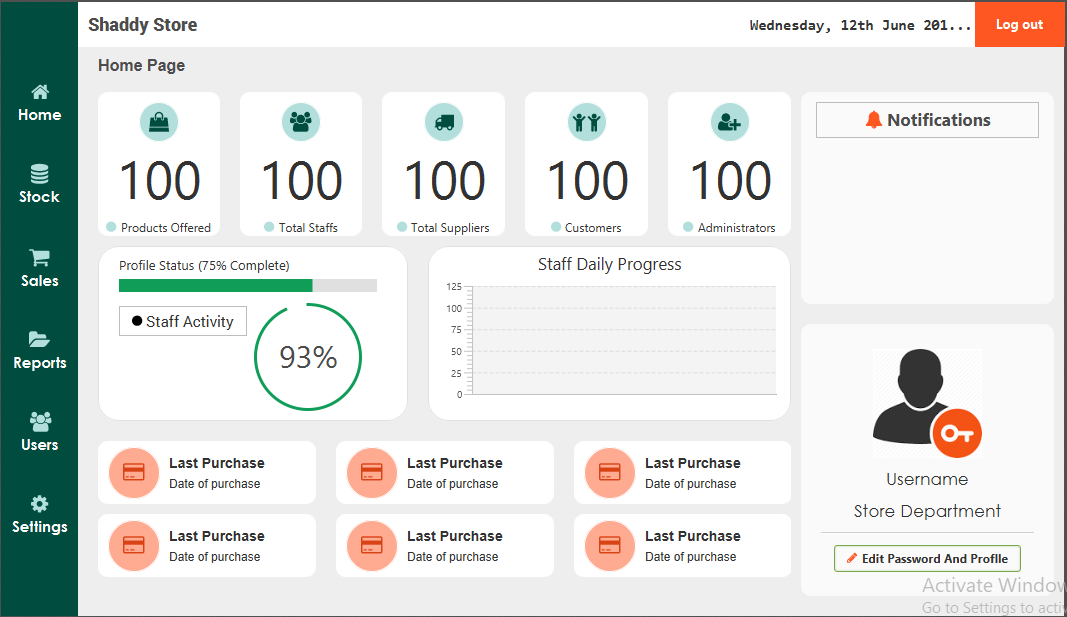 Shaddy Store
Wednesday, 12th June 201...
Log out
Home
Stock
Sales
Reports
Users
Settings
Home Page
100
Products Offered
100
Total Staffs
100
Total Suppliers
100
Customers
100
Administrators
Notifications
Profile Status (75% Complete)
Staff Activity
93%
Staff Daily Progress
125
100
75
50
25
0
Last Purchase
Date of purchase
Last Purchase
Date of purchase
Last Purchase
Date of purchase
Last Purchase
Date of purchase
Last Purchase
Date of purchase
Last Purchase
Date of purchase
Username
Store Department
Edit Password And Profile
Activate Window
Go to Settings to activ